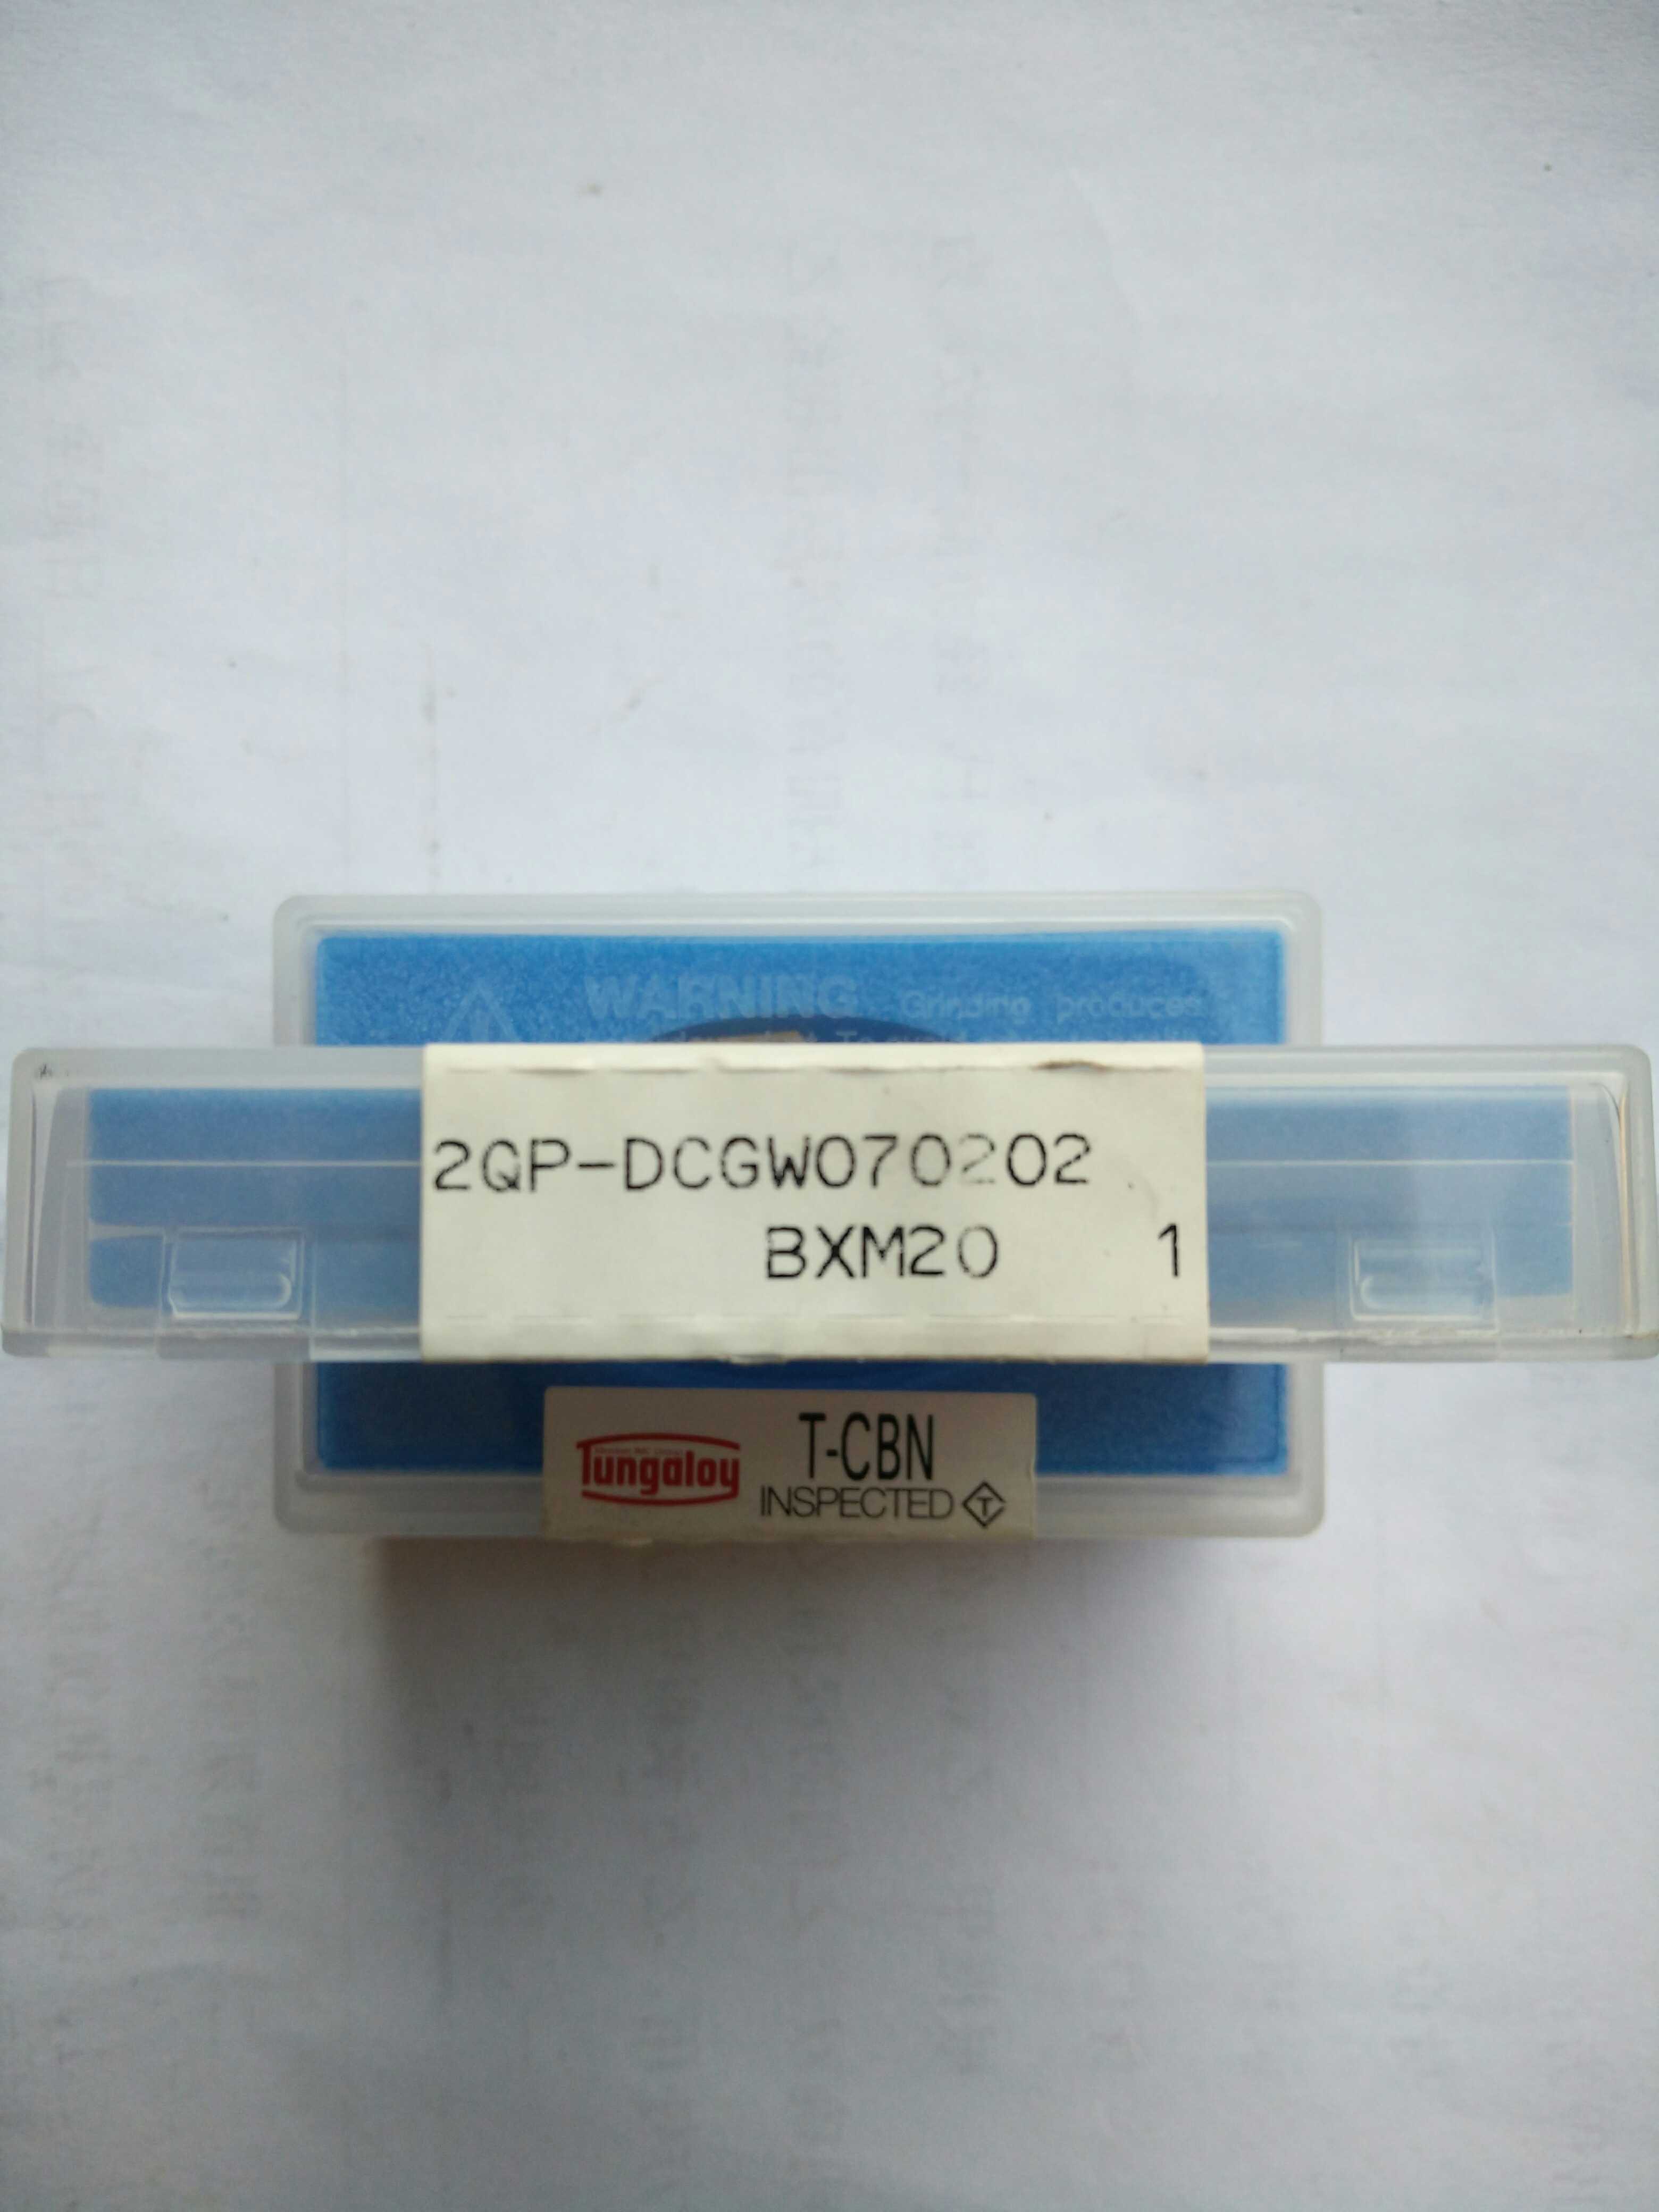 WARNING Grinding produces
2QP-DCGW070202
BXM20 1
Tungaloy
T-CBN
INSPECTED T